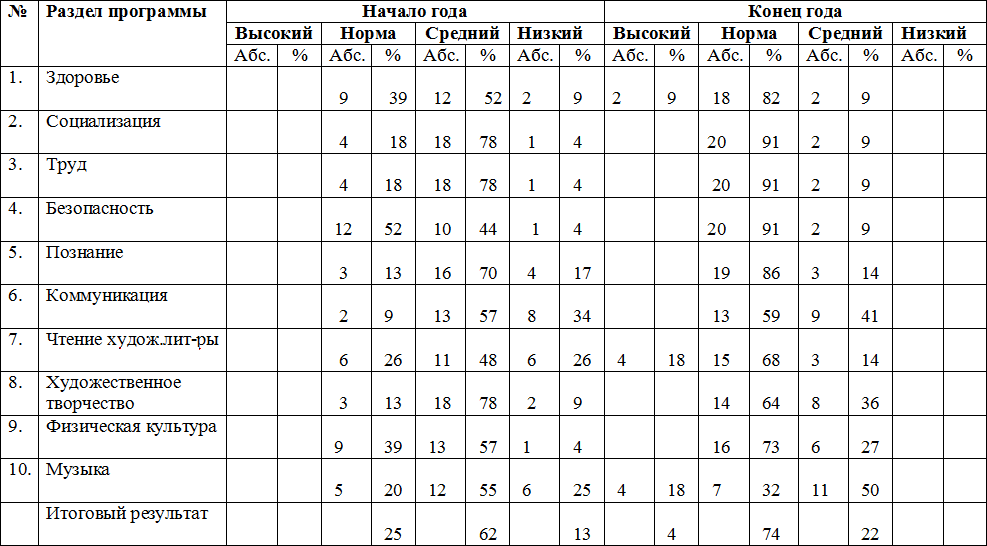 № Раздел программы Начало года Конец года
Высокий Норма Средний Низкий Высокий Норма Средний Низкий
Абс. % Абс. % Абс. % Абс. % Абс. % Абс. % Абс. % Абс. %
1. Здоровье
9 39 12 52 2 9 2 9 18 82 2 9
2. Социализация
4 18 18 78 1 4 20 91 2 9
3. Труд
4 18 18 78 1 4 20 91 2 9
4. Безопасность
12 52 10 44 1 4 20 91 2 9
5. Познание
3 13 16 70 4 17 19 86 3 14
6. Коммуникация
2 9 13 57 8 34 13 59 9 41
7. Чтение худож.лит-ры
6 26 11 48 6 26 4 18 15 68 3 14
8. Художественное
творчество 3 13 18 78 2 9 14 64 8 36
9. Физическая культура
9 39 13 57 1 4 16 73 6 27
10. Музыка
5 20 12 55 6 25 4 18 7 32 11 50
Итоговый результат
25 62 13 4 74 22